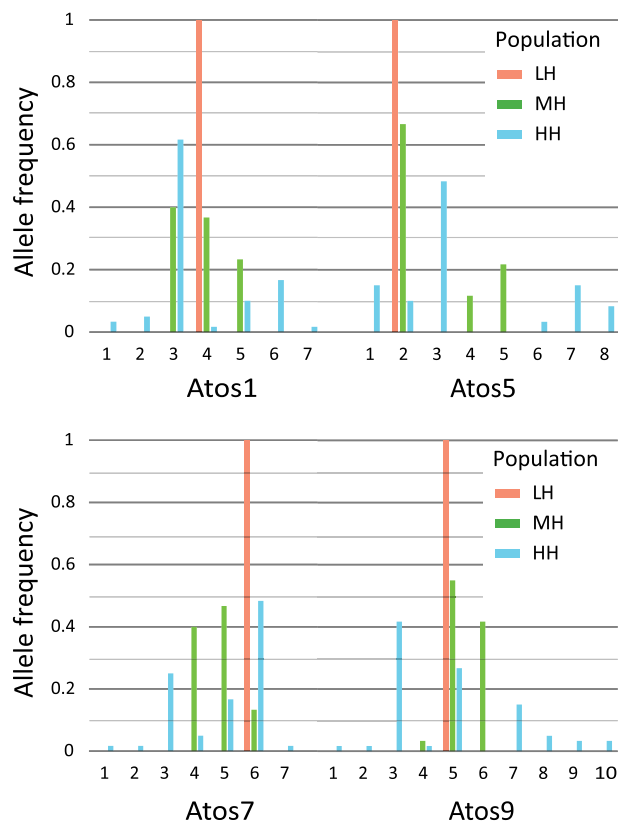 1
0.8
0.6
0.4
0.2
0
Allele frequency
Population
LH
MH
HH
1 2 3 4 5 6 7 1 2 3 4 5 6 7 8
Atos1 Atos5
1
0.8
0.6
0.4
0.2
0
Allele frequency
Population
LH
MH
HH
1 2 3 4 5 6 7 1 2 3 4 5 6 7 8 9 10
Atos7 Atos9